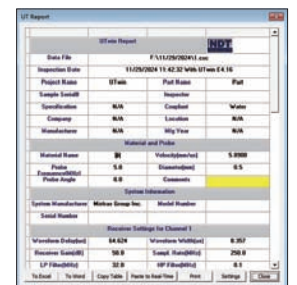 UT Report
UTwin Report
NDT
Data File F:\11/29/2024\1.csc
Inspection Date 11/29/2024 11:42:32 With UTwin E4.16
Project Name UTwin Part Name Part
Sample Serial# Inspector
Specification N/A Couplant Water
Company N/A Location N/A
Manufacturer N/A Mfg Year N/A
Material and Probe
Material Name Velocity(mm/us) 5.8900
Probe Frequency(MHz) 5.0 Diameter(mm) 0.5
Probe Angle 0.0 Comments
System Information
System Manufacturer Mistras Group Inc. Model Number
Serial Number
Receiver Settings for Channel 1
Waveform Delay(us) 64.624 Waveform Width(us) 8.357
Receiver Gain(dB) 50.0 Sampl. Rate(MHz) 250.0
LP Filter(MHz) 32.0 HP Filter(MHz) 0.1
To Excel To Word Copy Table Paste to Real-Time Print Settings Close